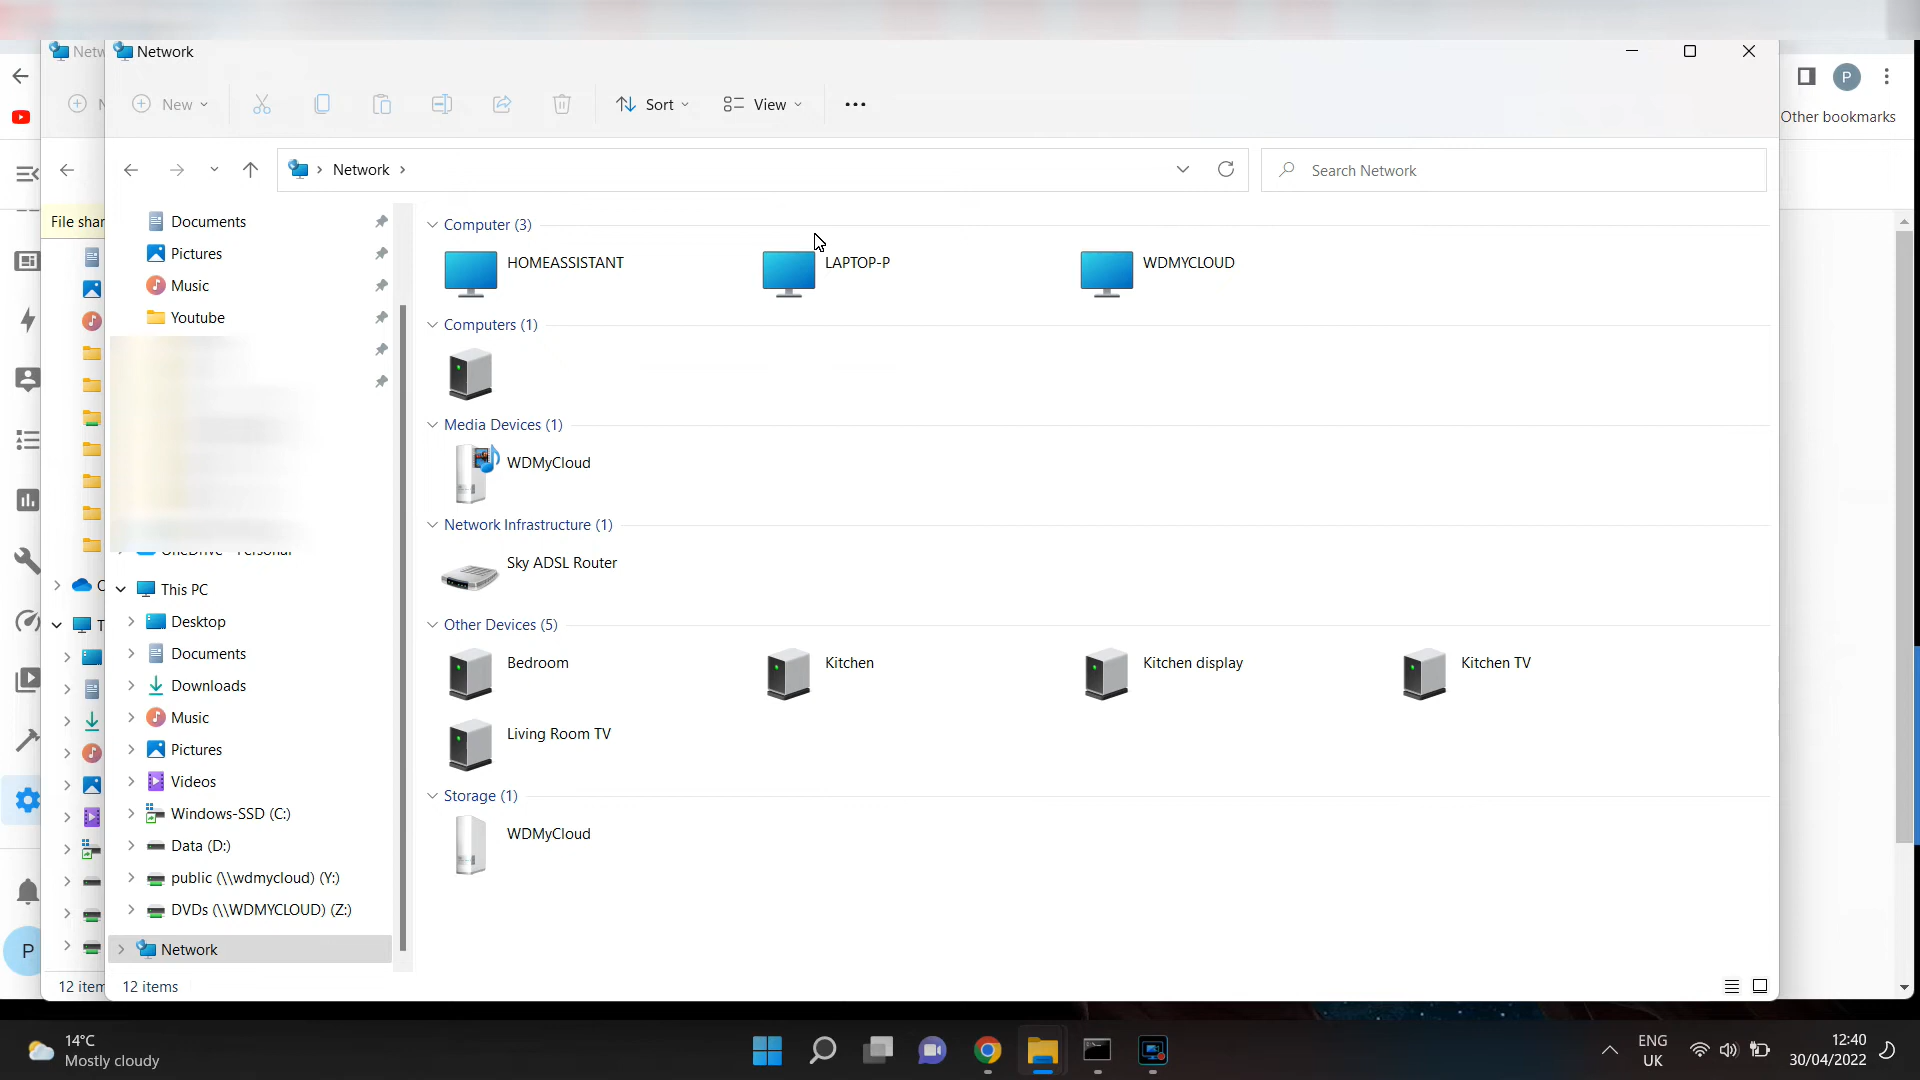 Netw
Network
New
Sort
View
Other bookmarks
Network
Search Network
File shar
Documents
Pictures
Music
Youtube
This PC
Desktop
Documents
Downloads
Music
Pictures
Videos
Windows-SSD (C:)
Data (D:)
public (\\wdmycloud) (Y:)
DVDs (\\WDMYCLOUD) (Z:)
Network
Computer (3)
HOMEASSISTANT
LAPTOP-P
WDMYCLOUD
Computers (1)
Media Devices (1)
WDMyCloud
Network Infrastructure (1)
Sky ADSL Router
Other Devices (5)
Bedroom
Kitchen
Kitchen display
Kitchen TV
Living Room TV
Storage (1)
WDMyCloud
P
P
12 item
12 items
14°C
Mostly cloudy
ENG
UK
12:40
30/04/2022